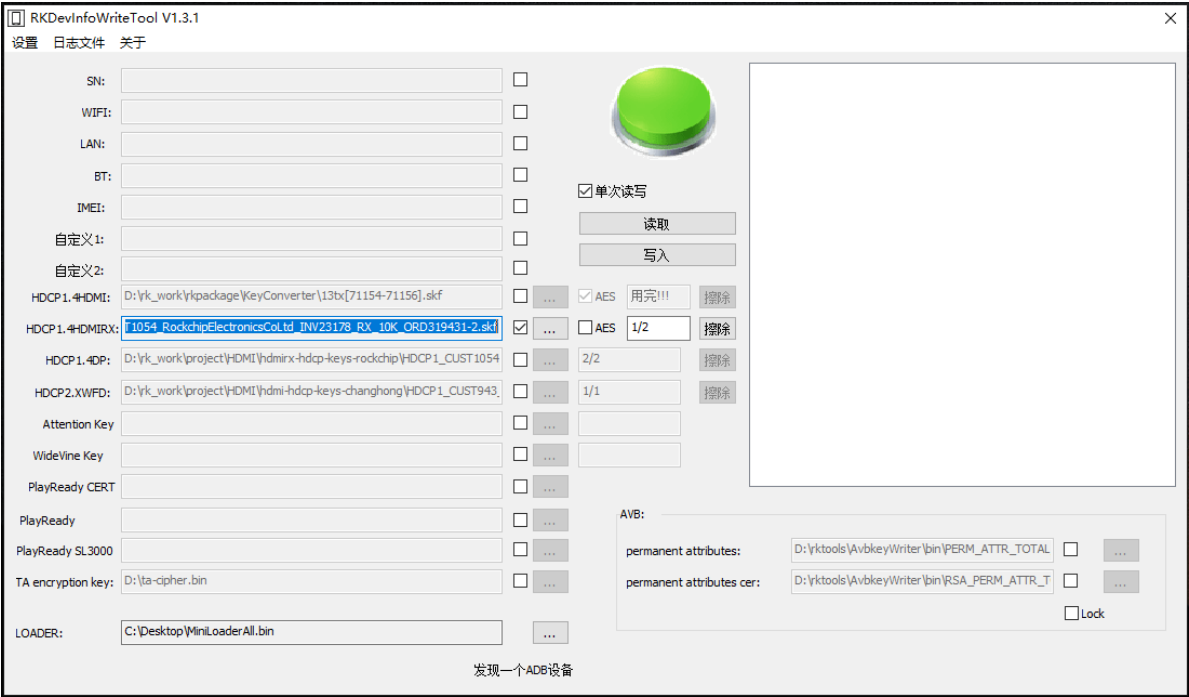 RKDevInfoWriteTool V1.3.1
设置 日志文件 关于
SN:
WIFI:
LAN:
BT:
IMEI:
自定义1:
自定义2:
HDCP1.4HDMI: D:\rk_work\rkpackage\KeyConverter\13tx[71154-71156].skf ... AES 用完!!! 擦除
HDCP1.4HDMIRX: T1054_RockchipElectronicsCoLtd_INV23178_RX_10K_ORD319431-2.skf ... AES 1/2 擦除
HDCP1.4DP: D:\rk_work\project\HDMI\hdmirx-hdcp-keys-rockchip\HDCP1_CUST1054 ... 2/2 擦除
HDCP2.XWFD: D:\rk_work\project\HDMI\hdmi-hdcp-keys-changhong\HDCP1_CUST943_ ... 1/1 擦除
Attention Key ...
WideVine Key ...
PlayReady CERT ...
PlayReady ...
PlayReady SL3000 ...
TA encryption key: D:\ta-cipher.bin ...
LOADER: C:\Desktop\MiniLoaderAll.bin ...
单次读写
读取
写入
AVB:
permanent attributes: D:\rktools\AvbkeyWriter\bin\PERM_ATTR_TOTAL ...
permanent attributes cer: D:\rktools\AvbkeyWriter\bin\RSA_PERM_ATTR_T ...
Lock
发现一个ADB设备